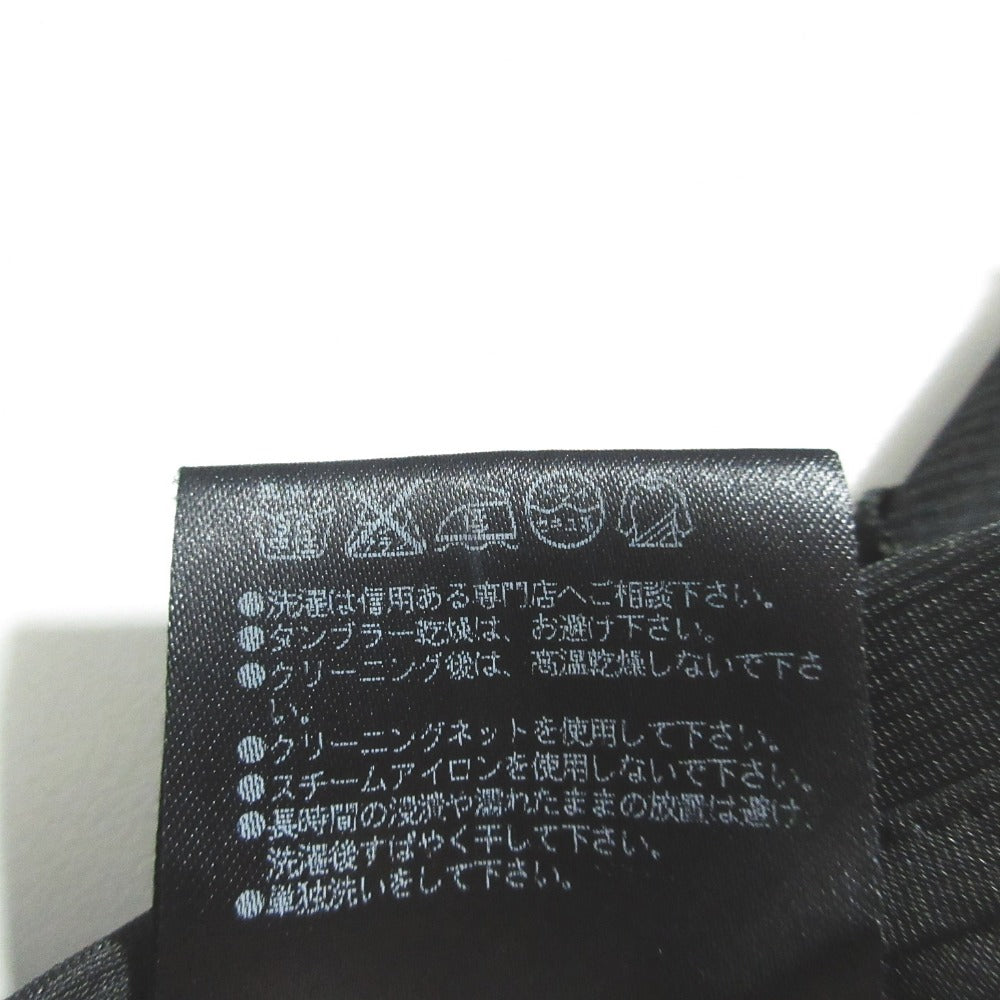 ●洗濯は信用ある専門店へご相談下さい。
●タンブラー乾燥は、お避け下さい。
●クリーニング後は、高温乾燥しないで下さ
い。
●クリーニングネットを使用して下さい。
●スチームアイロンを使用しないで下さい。
●長時間の浸漬や濡れたままの放置は避け、
洗濯後すばやく干して下さい。
●単独洗いをして下さい。